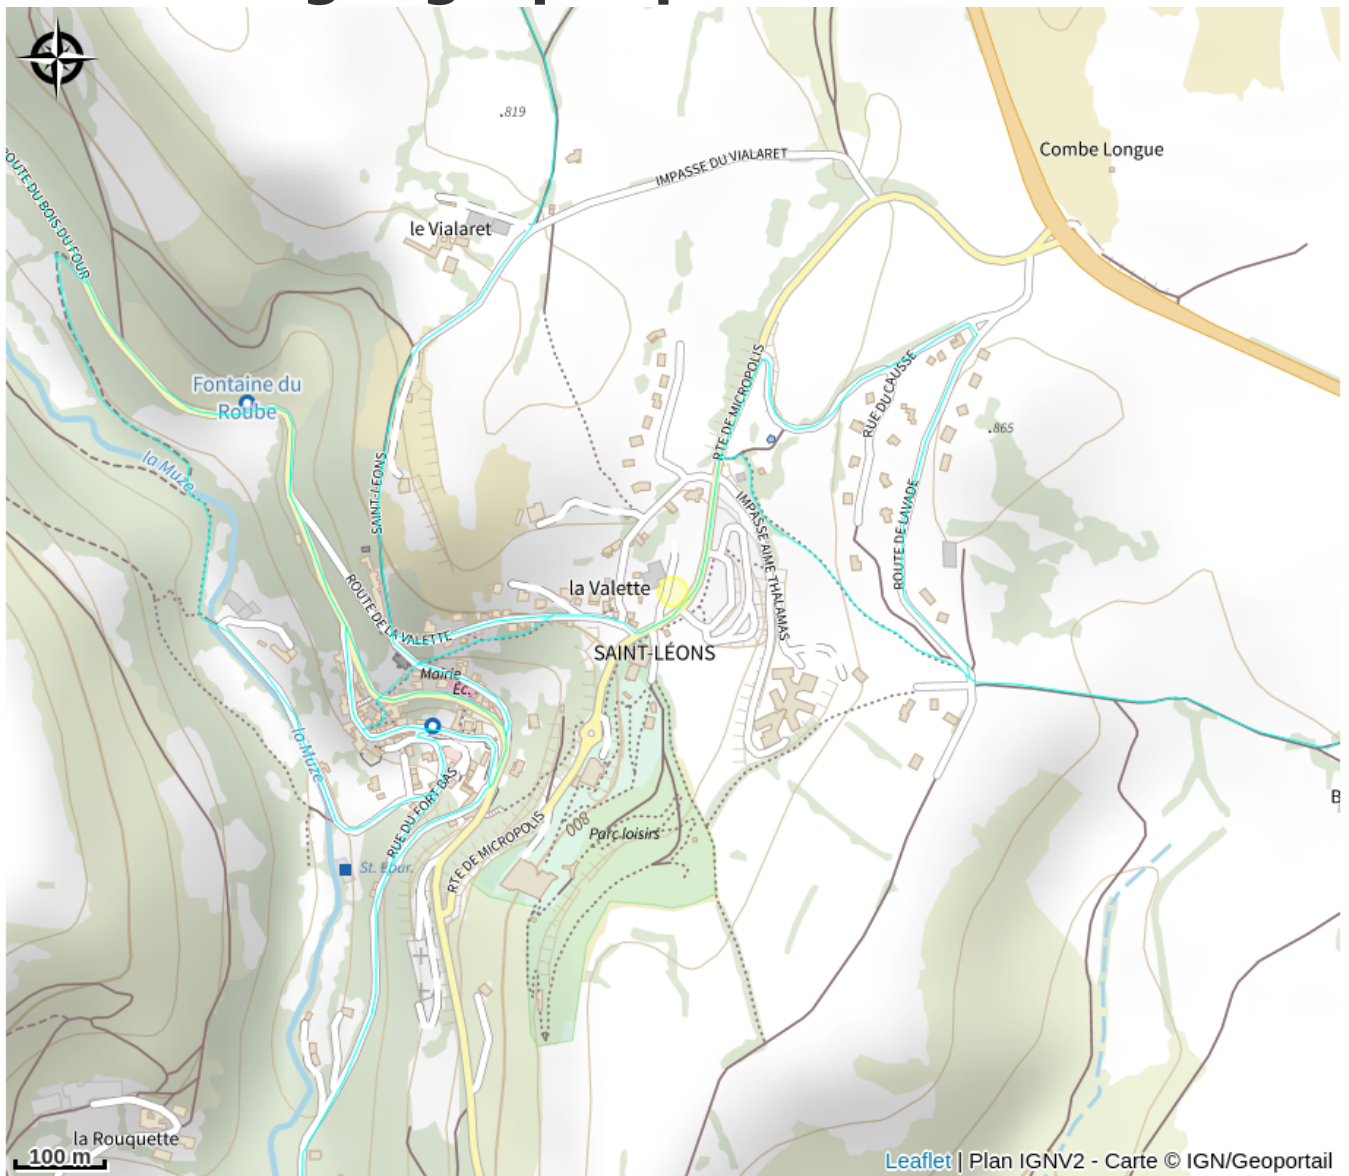 .819
Combe Longue
IMPASSE DU VIALARET
ROUTE DU BOIS DU FOUR
le Vialaret
Fontaine du
Roube
RTE DE MICROPOLIS
RUE DU CAUSSE
.865
la Muze
SAINT-LEONS
IMPASSE AIME THALAMAS
ROUTE DE LAVADE
la Valette
ROUTE DE LA VALETTE
SAINT-LÉONS
Mairie
Éc.
la Muze
RUE DU FORT BAS
800
Parc loisirs
RTE DE MICROPOLIS
St. Epur.
B
la Rouquette
100 m
Leaflet | Plan IGNV2 - Carte © IGN/Geoportail